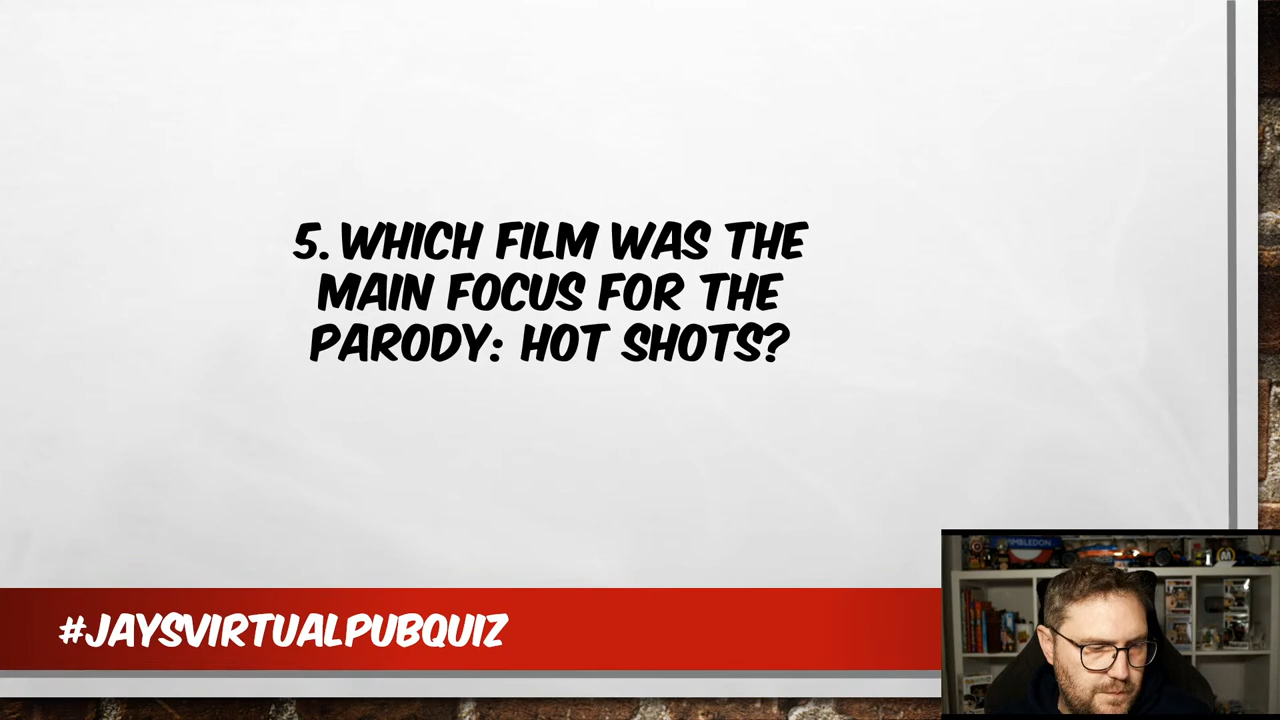 5. WHICH FILM WAS THE
MAIN FOCUS FOR THE
PARODY: HOT SHOTS?
#JAYSVIRTUALPUBQUIZ